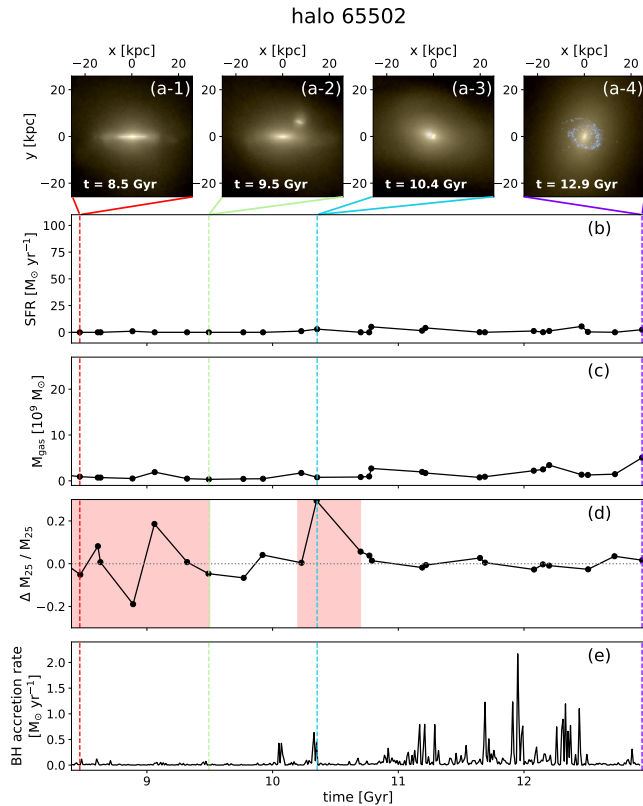 halo 65502
x [kpc] x [kpc] x [kpc] x [kpc]
−20 0 20 −20 0 20 −20 0 20 −20 0 20
(a-1) (a-2) (a-3) (a-4)
y [kpc]
20
0
−20
t = 8.5 Gyr t = 9.5 Gyr t = 10.4 Gyr t = 12.9 Gyr
(b)
SFR [M⊙ yr⁻¹]
100
75
50
25
0
(c)
Mgas [10⁹ M⊙]
20
10
0
(d)
Δ M₂₅ / M₂₅
0.2
0.0
−0.2
(e)
BH accretion rate
[M⊙ yr⁻¹]
2.0
1.5
1.0
0.5
0.0
9 10 11 12
time [Gyr]